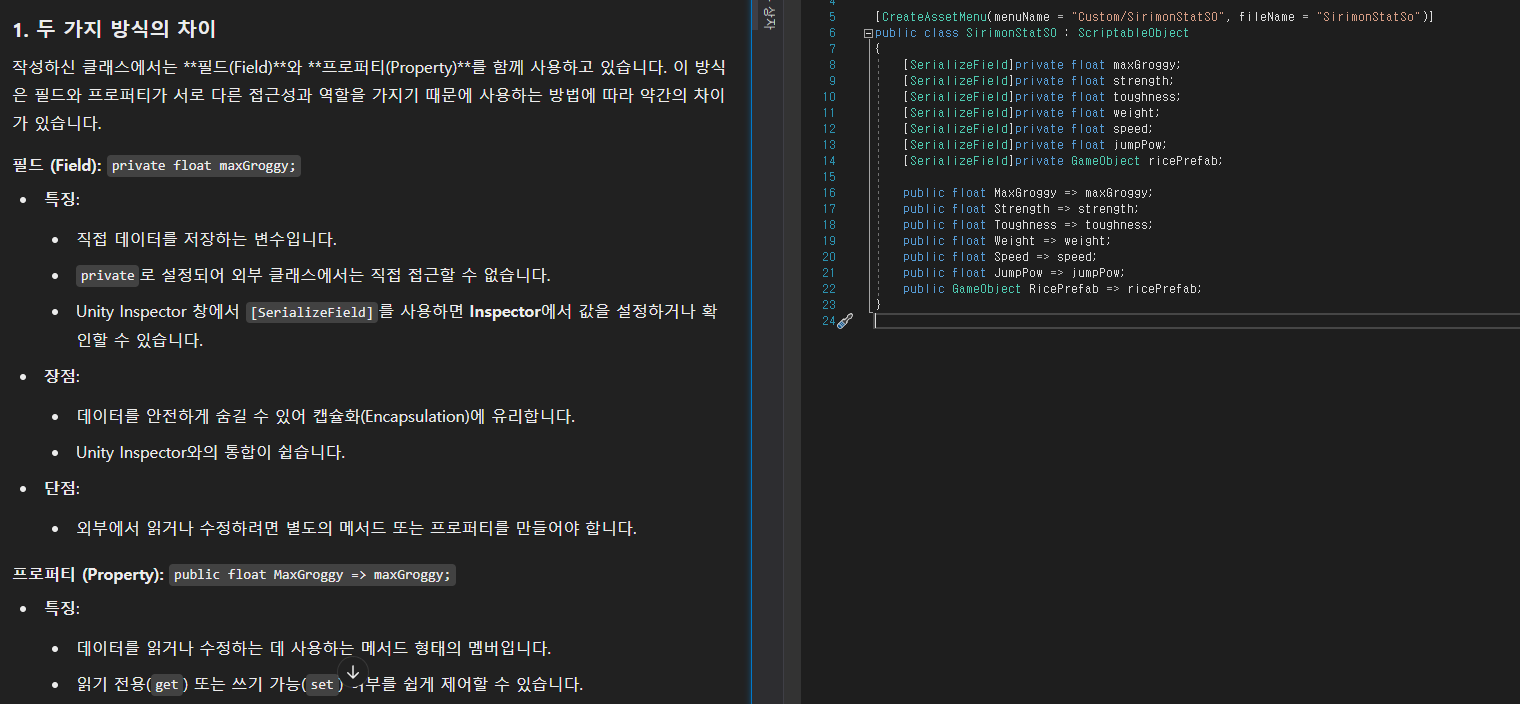 1. 두 가지 방식의 차이
작성하신 클래스에서는 **필드(Field)**와 **프로퍼티(Property)**를 함께 사용하고 있습니다. 이 방식
은 필드와 프로퍼티가 서로 다른 접근성과 역할을 가지기 때문에 사용하는 방법에 따라 약간의 차이
가 있습니다.
필드 (Field): private float maxGroggy;
• 특징:
• 직접 데이터를 저장하는 변수입니다.
• private 로 설정되어 외부 클래스에서는 직접 접근할 수 없습니다.
• Unity Inspector 창에서 [SerializeField] 를 사용하면 Inspector에서 값을 설정하거나 확
인할 수 있습니다.
• 장점:
• 데이터를 안전하게 숨길 수 있어 캡슐화(Encapsulation)에 유리합니다.
• Unity Inspector와의 통합이 쉽습니다.
• 단점:
• 외부에서 읽거나 수정하려면 별도의 메서드 또는 프로퍼티를 만들어야 합니다.
프로퍼티 (Property): public float MaxGroggy => maxGroggy;
• 특징:
• 데이터를 읽거나 수정하는 데 사용하는 메서드 형태의 멤버입니다.
• 읽기 전용( get ) 또는 쓰기 가능( set ) 여부를 쉽게 제어할 수 있습니다.
상자
4
5 [CreateAssetMenu(menuName = "Custom/SirimonStatSO", fileName = "SirimonStatSo")]
6 public class SirimonStatSO : ScriptableObject
7 {
8 [SerializeField]private float maxGroggy;
9 [SerializeField]private float strength;
10 [SerializeField]private float toughness;
11 [SerializeField]private float weight;
12 [SerializeField]private float speed;
13 [SerializeField]private float jumpPow;
14 [SerializeField]private GameObject ricePrefab;
15
16 public float MaxGroggy => maxGroggy;
17 public float Strength => strength;
18 public float Toughness => toughness;
19 public float Weight => weight;
20 public float Speed => speed;
21 public float JumpPow => jumpPow;
22 public GameObject RicePrefab => ricePrefab;
23 }
24